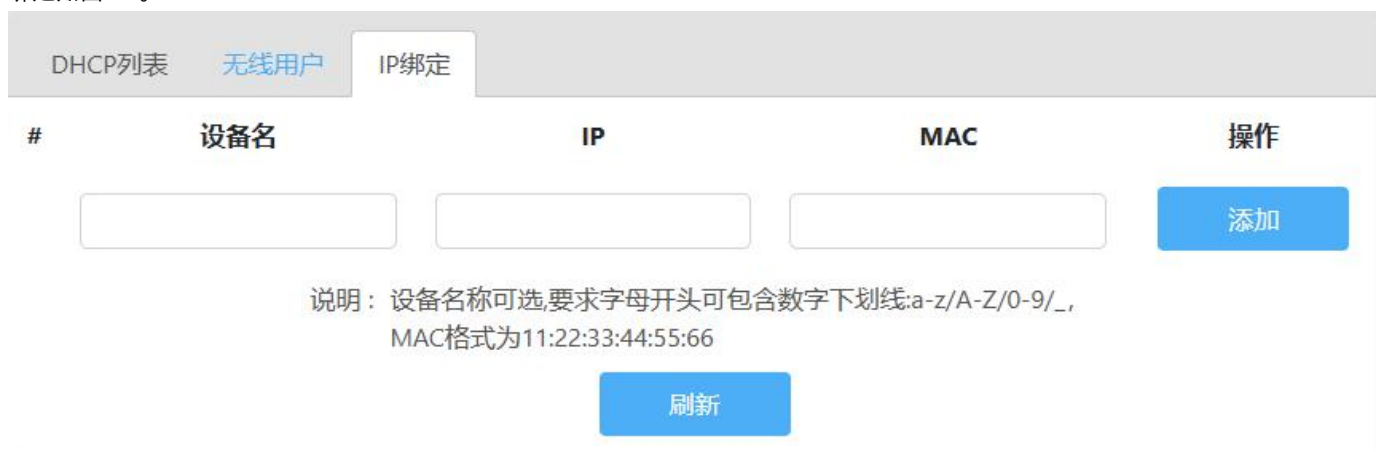 DHCP列表 无线用户 IP绑定
# 设备名 IP MAC 操作
添加
说明： 设备名称可选,要求字母开头可包含数字下划线:a-z/A-Z/0-9/_，
MAC格式为11:22:33:44:55:66
刷新